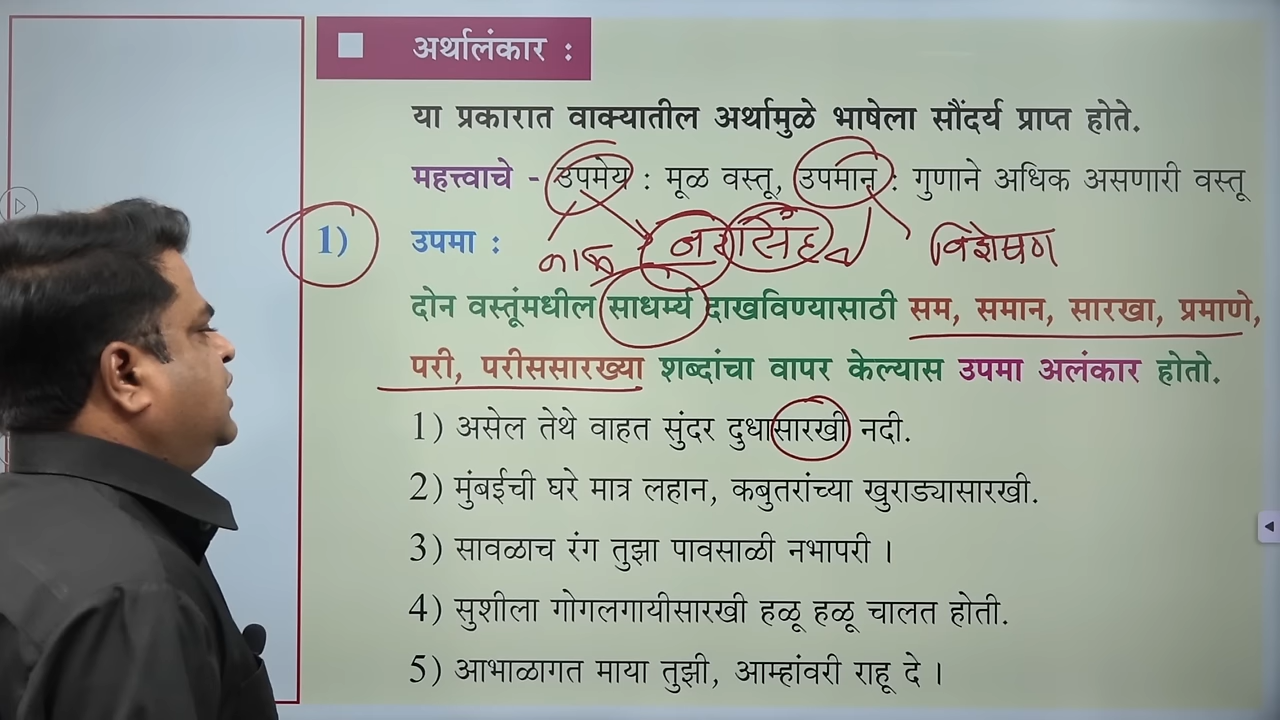 अर्थालंकार :
या प्रकारात वाक्यातील अर्थामुळे भाषेला सौंदर्य प्राप्त होते.
महत्त्वाचे - उपमेय : मूळ वस्तू, उपमान : गुणाने अधिक असणारी वस्तू
1) उपमा : नरसिंह विशेषण
दोन वस्तूंमधील साधर्म्य दाखविण्यासाठी सम, समान, सारखा, प्रमाणे,
परी, परीससारख्या शब्दांचा वापर केल्यास उपमा अलंकार होतो.
1) असेल तेथे वाहत सुंदर दुधासारखी नदी.
2) मुंबईची घरे मात्र लहान, कबुतरांच्या खुराड्यासारखी.
3) सावळाच रंग तुझा पावसाळी नभापरी ।
4) सुशीला गोगलगायीसारखी हळू हळू चालत होती.
5) आभाळागत माया तुझी, आम्हांवरी राहू दे ।